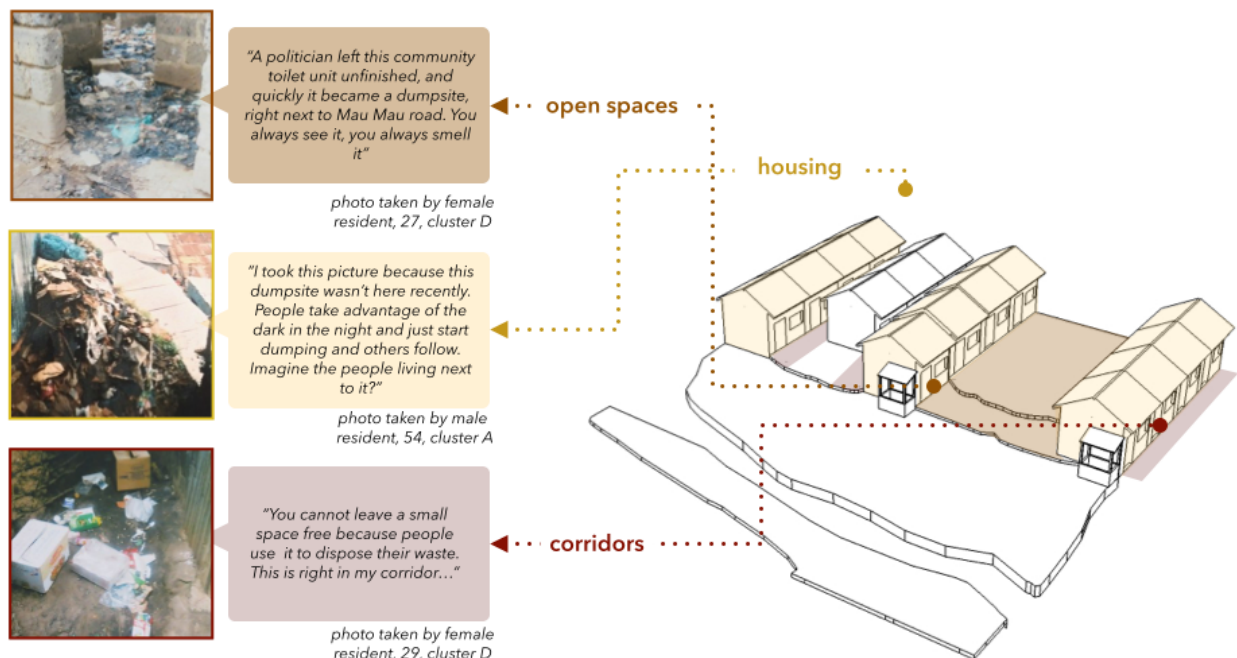 "A politician left this community
toilet unit unfinished, and
quickly it became a dumpsite,
right next to Mau Mau road. You
always see it, you always smell
it"
photo taken by female
resident, 27, cluster D
open spaces
housing
"I took this picture because this
dumpsite wasn't here recently.
People take advantage of the
dark in the night and just start
dumping and others follow.
Imagine the people living next
to it?"
photo taken by male
resident, 54, cluster A
"You cannot leave a small
space free because people
use  it to dispose their waste.
This is right in my corridor..."
corridors
photo taken by female
resident, 29, cluster D